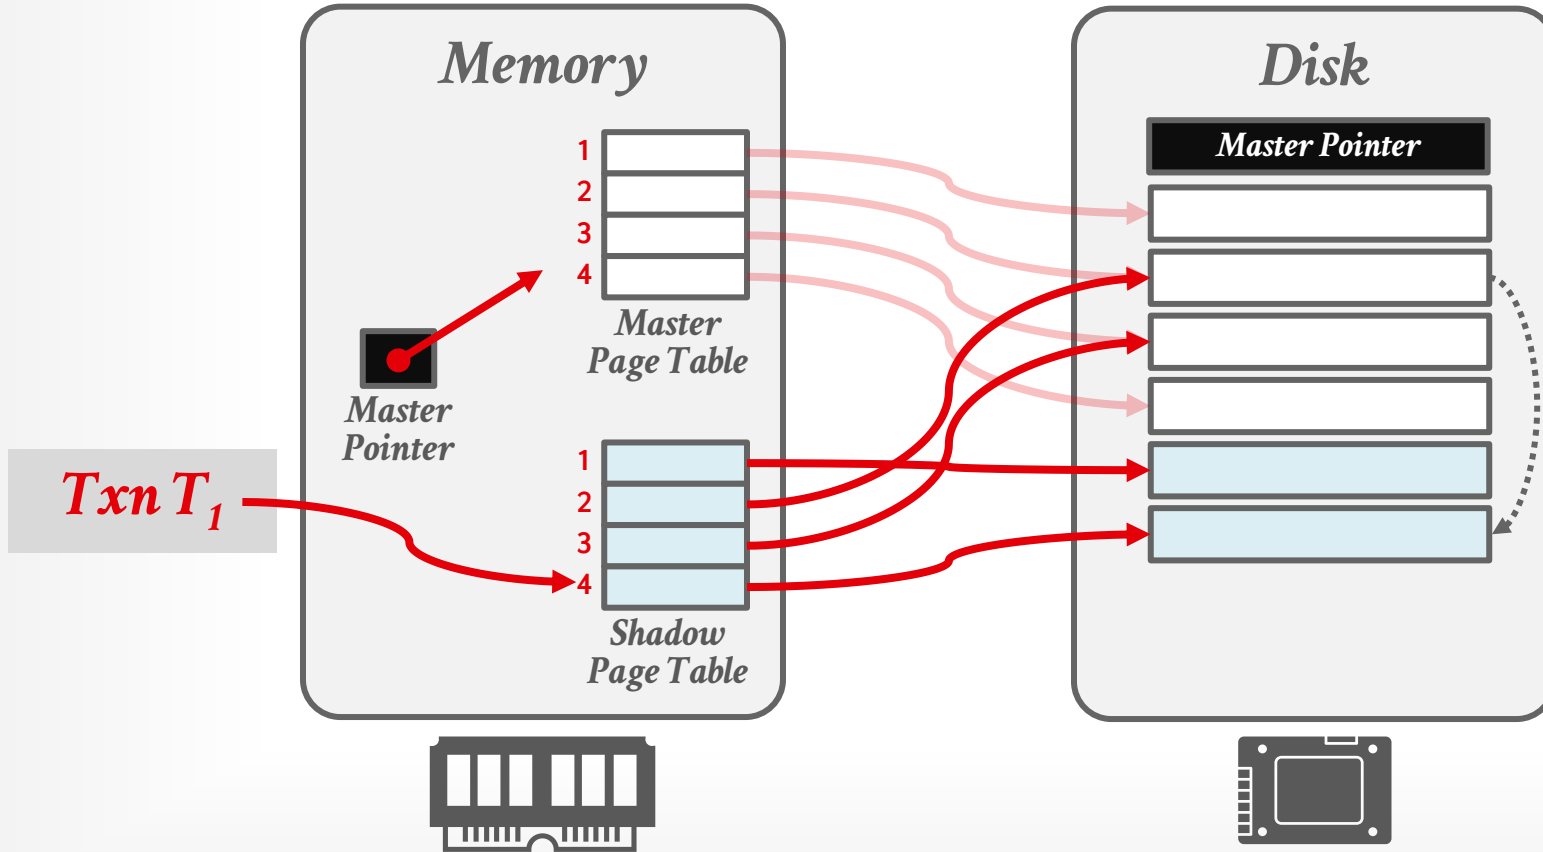 Memory
Disk
Master Pointer
1
2
3
4
Master
Page Table
Master
Pointer
Txn T1
1
2
3
4
Shadow
Page Table